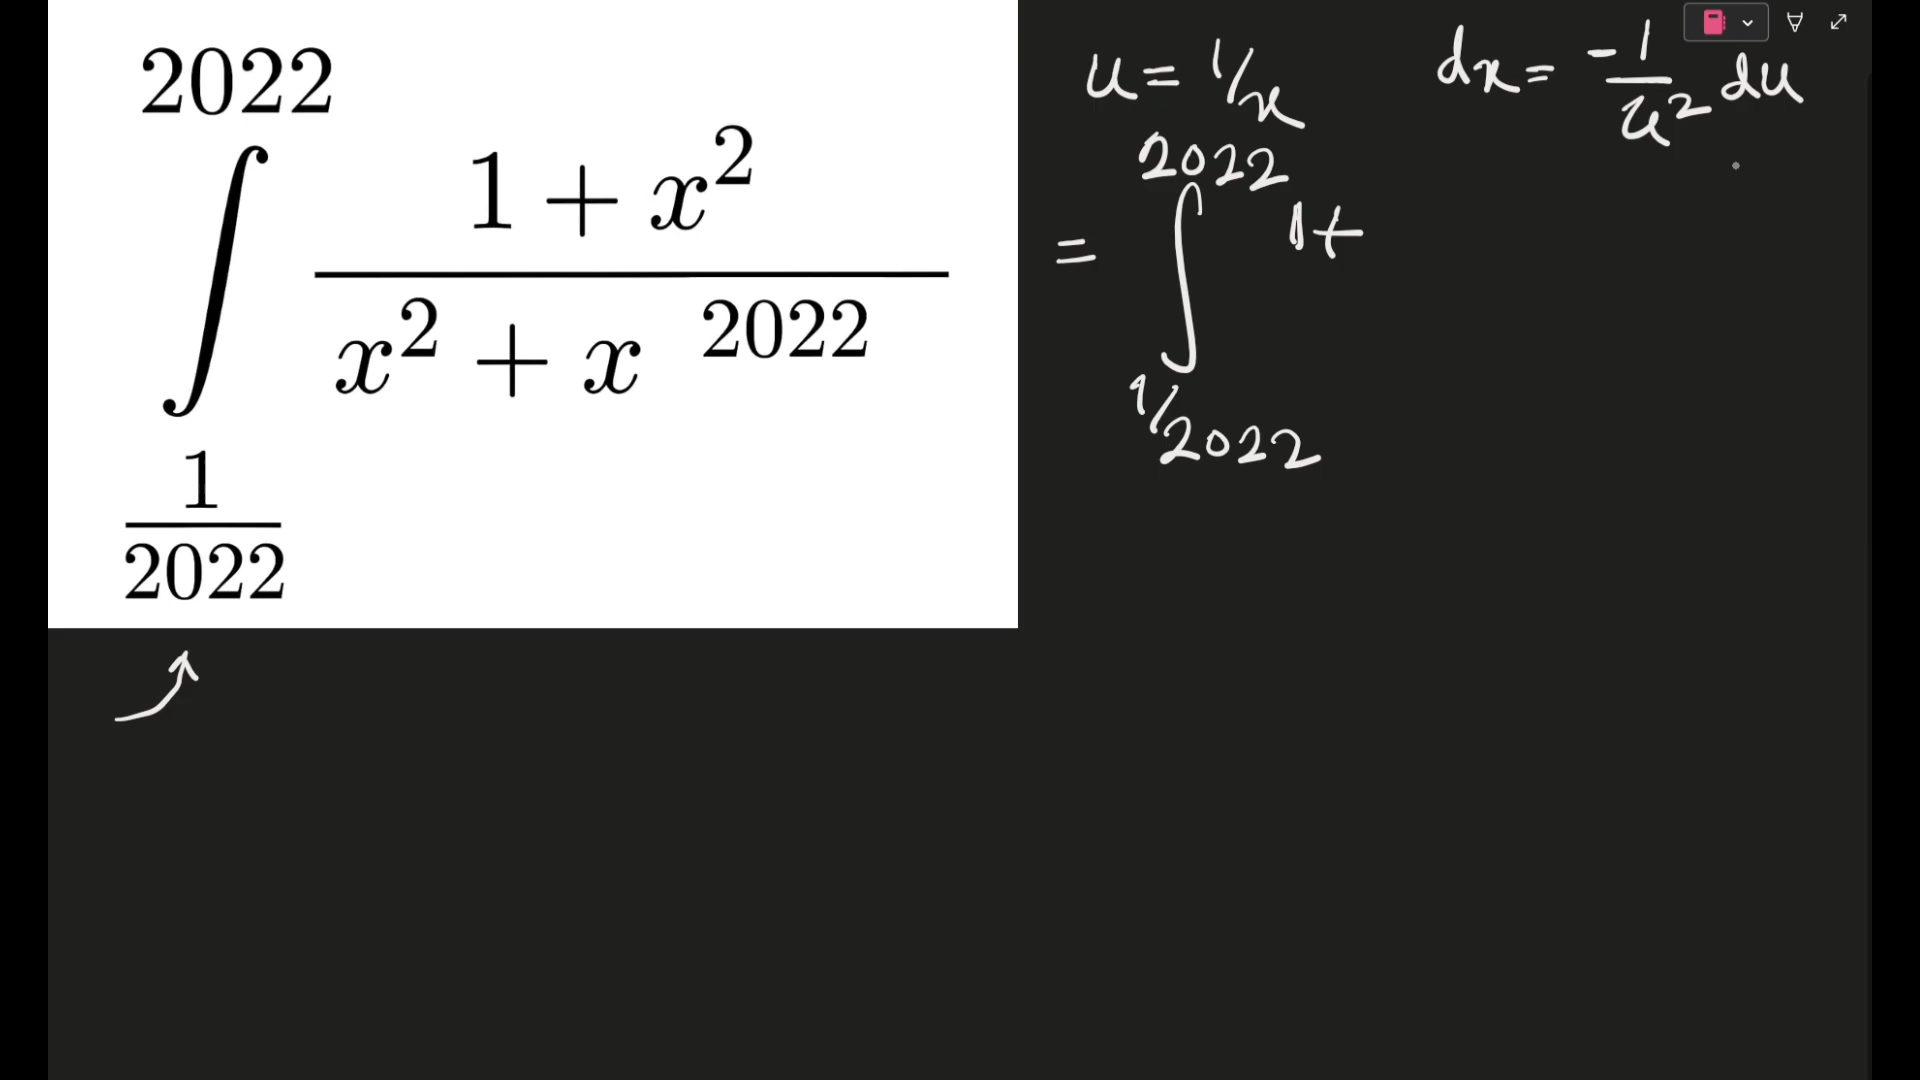 2022
∫ 1 + x^2
x^2 + x 2022
1
2022
u = 1/x dx = -1/u^2 du
2022
= ∫ 1+
1/2022